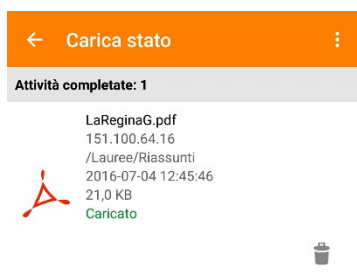 Carica stato
Attività completate: 1
LaReginaG.pdf
151.100.64.16
/Lauree/Riassunti
2016-07-04 12:45:46
21,0 KB
Caricato